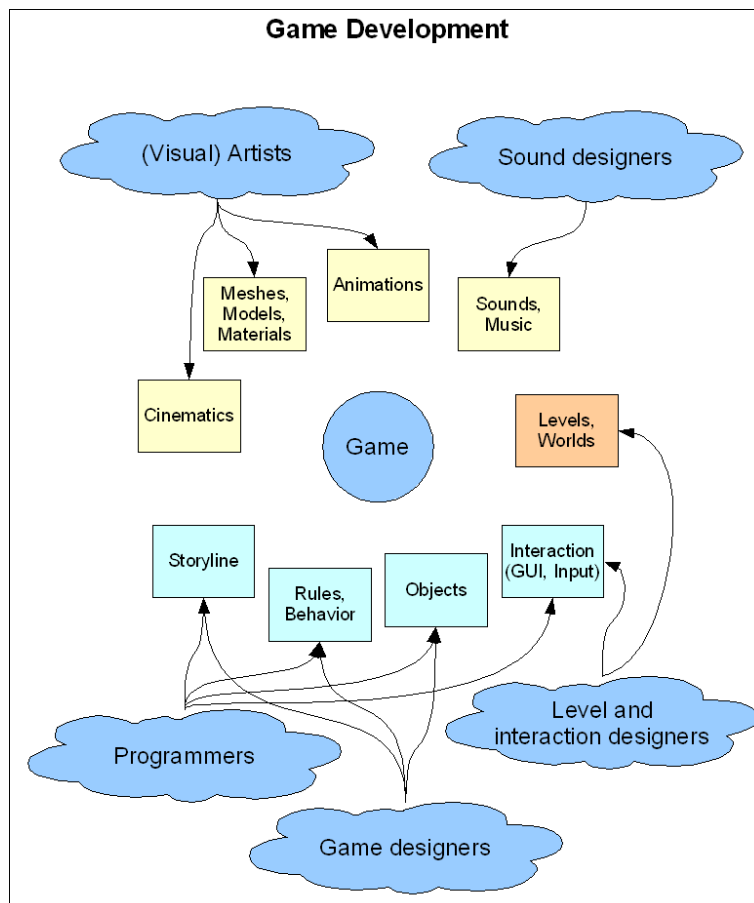 Game Development
(Visual) Artists
Sound designers
Animations
Meshes,
Models,
Materials
Sounds,
Music
Cinematics
Game
Levels,
Worlds
Storyline
Rules,
Behavior
Objects
Interaction
(GUI, Input)
Programmers
Level and
interaction designers
Game designers